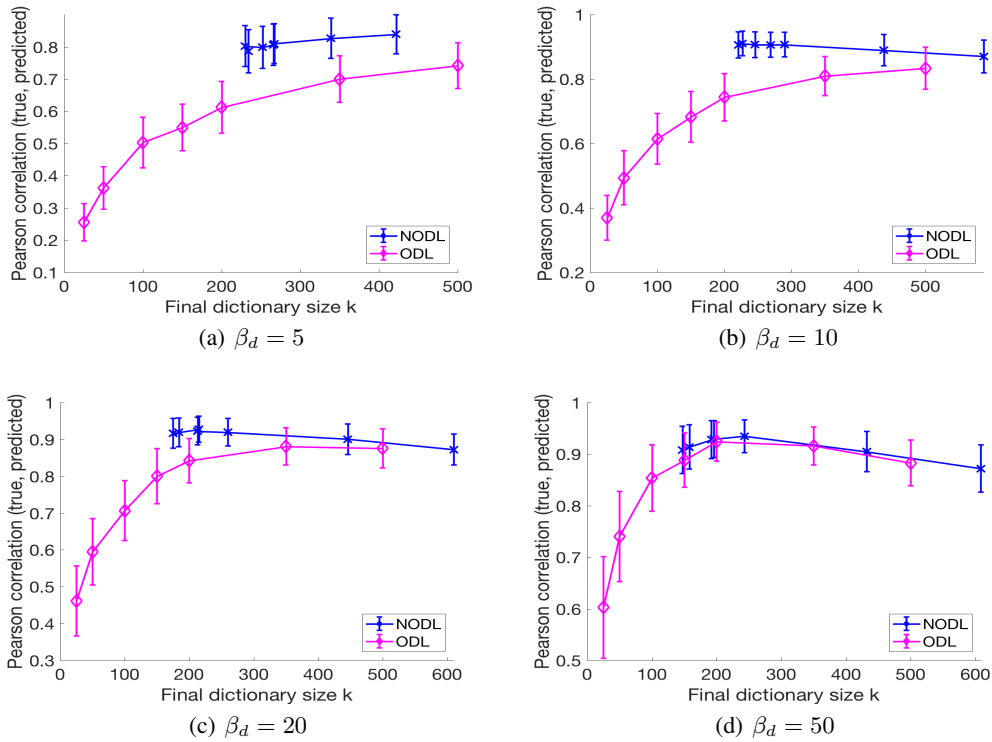 Pearson correlation (true, predicted)
0.8
0.7
0.6
0.5
0.4
0.3
0.2
0.1
0 100 200 300 400 500
Final dictionary size k
NODL
ODL
(a) β_d = 5
Pearson correlation (true, predicted)
1
0.8
0.6
0.4
0.2
0 100 200 300 400 500
Final dictionary size k
NODL
ODL
(b) β_d = 10
Pearson correlation (true, predicted)
1
0.9
0.8
0.7
0.6
0.5
0.4
0.3
0 100 200 300 400 500 600
Final dictionary size k
NODL
ODL
(c) β_d = 20
Pearson correlation (true, predicted)
1
0.9
0.8
0.7
0.6
0.5
0 100 200 300 400 500 600
Final dictionary size k
NODL
ODL
(d) β_d = 50